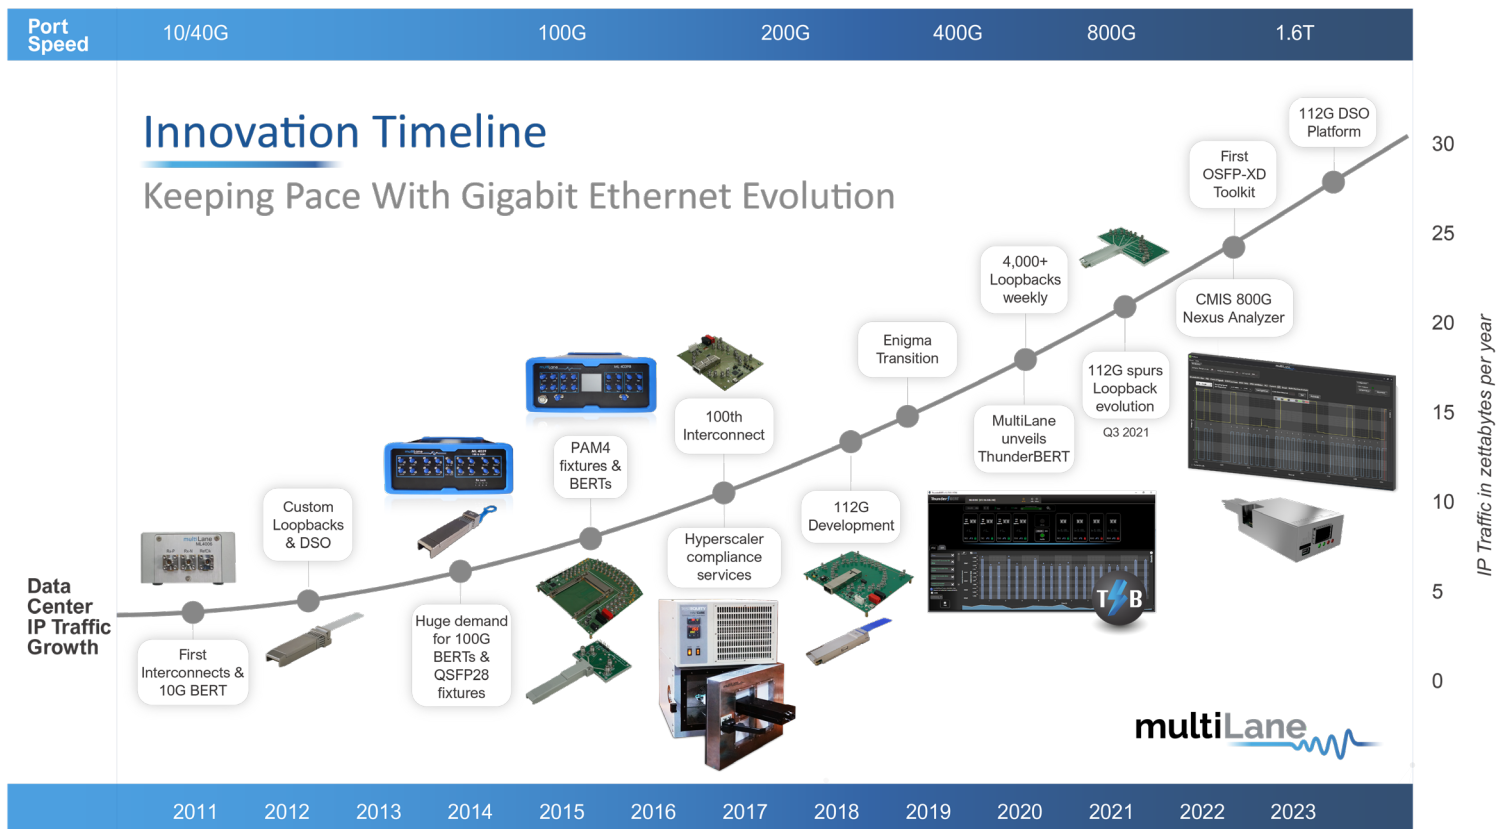 Port
Speed
10/40G
100G
200G
400G
800G
1.6T
Innovation Timeline
Keeping Pace With Gigabit Ethernet Evolution
112G DSO
Platform
First
OSFP-XD
Toolkit
4,000+
Loopbacks
weekly
CMIS 800G
Nexus Analyzer
Enigma
Transition
112G spurs
Loopback
evolution
Q3 2021
MultiLane
unveils
ThunderBERT
100th
Interconnect
PAM4
fixtures &
BERTs
112G
Development
Custom
Loopbacks
& DSO
Hyperscaler
compliance
services
Huge demand
for 100G
BERTs &
QSFP28
fixtures
First
Interconnects &
10G BERT
Data
Center
IP Traffic
Growth
30
25
20
15
10
5
0
IP Traffic in zettabytes per year
multiLane
T B
multiLane
2011
2012
2013
2014
2015
2016
2017
2018
2019
2020
2021
2022
2023